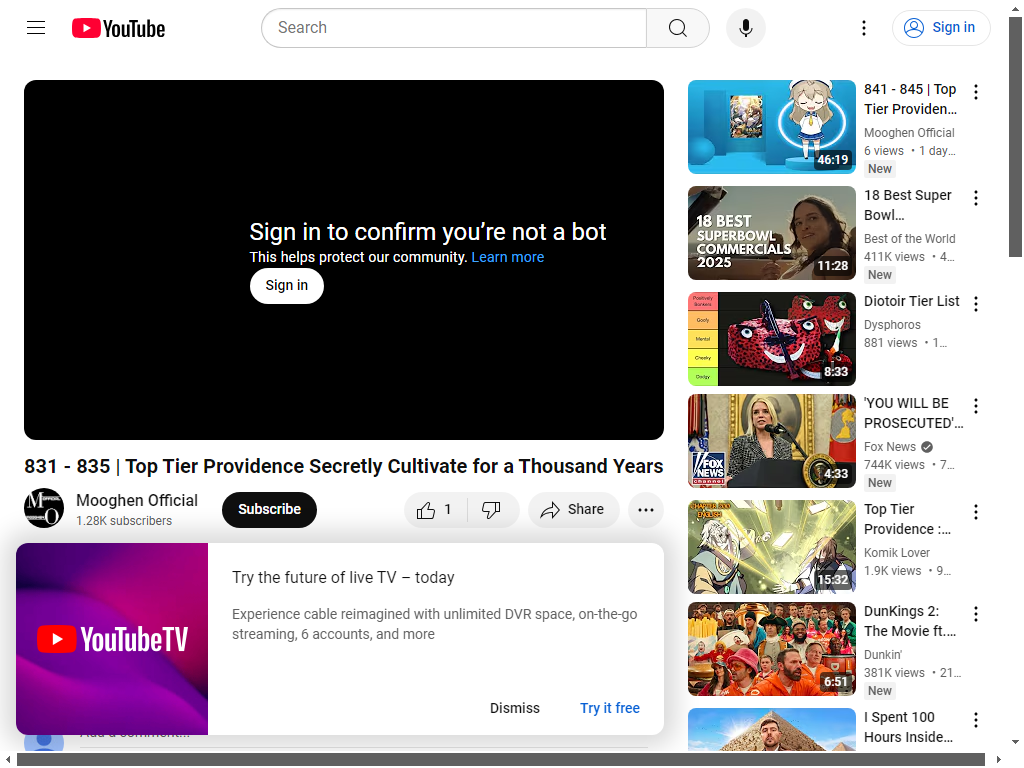 YouTube
Search
Sign in
Sign in to confirm you’re not a bot
This helps protect our community. Learn more
Sign in
831 - 835 | Top Tier Providence Secretly Cultivate for a Thousand Years
Mooghen Official
1.28K subscribers
Subscribe
1
Share
Try the future of live TV – today
Experience cable reimagined with unlimited DVR space, on-the-go
streaming, 6 accounts, and more
YouTubeTV
Dismiss
Try it free
Add a comment...
46:19
841 - 845 | Top
Tier Providen...
Mooghen Official
6 views • 1 day...
New
18 BEST
SUPERBOWL
COMMERCIALS
2025
11:28
18 Best Super
Bowl...
Best of the World
411K views • 4...
New
Positively
Bonkers
Goofy
Mental
Cheeky
Dodgy
8:33
Diotoir Tier List
Dysphoros
881 views • 1...
FOX
NEWS
channel
4:33
'YOU WILL BE
PROSECUTED'...
Fox News
744K views • 7...
New
ENGLISH
15:32
Top Tier
Providence :...
Komik Lover
1.9K views • 9...
6:51
DunKings 2:
The Movie ft....
Dunkin'
381K views • 21...
New
I Spent 100
Hours Inside...